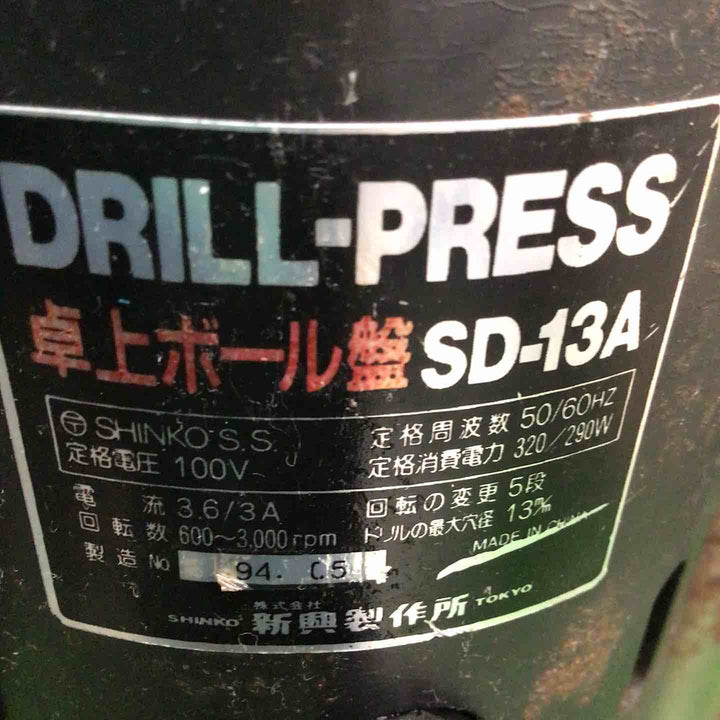 DRILL-PRESS
卓上ボール盤 SD-13A
〒 SHINKO S.S. 定格周波数 50/60HZ
定格電圧 100V 定格消費電力 320/290W
電流 3.6/3A 回転の変更 5段
回転数 600～3,000rpm ドリルの最大穴径 13m/m
製造No 94. 05 MADE IN CHINA
株式会社
SHINKO 新興製作所 TOKYO